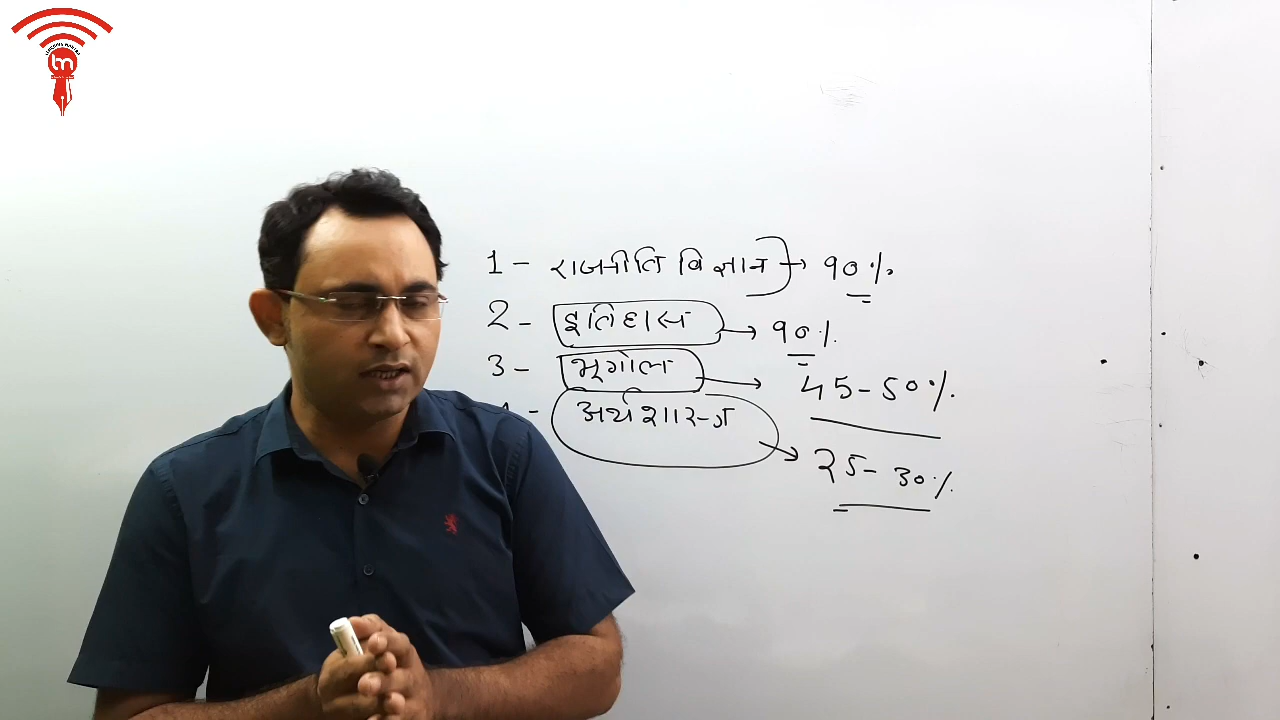 1 - राजनीति विज्ञान → 90%
2 - इतिहास → 90%
3 - भूगोल → 45-50%
- अर्थशास्त्र → 25-30%